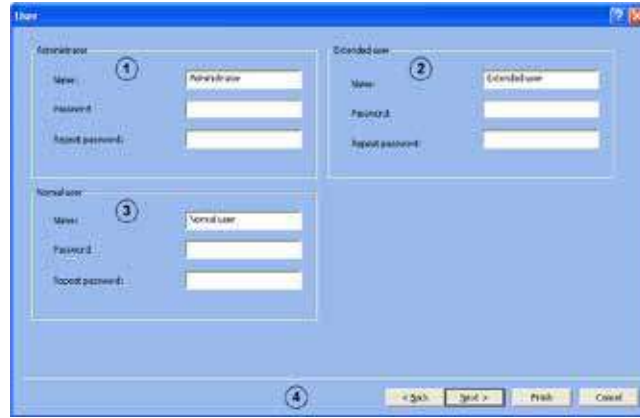 User
Administrator
1
Name:
Administrator
Password:
Repeat password:
Extended user
2
Name:
Extended user
Password:
Repeat password:
Normal user
3
Name:
Normal user
Password:
Repeat password:
4
< Back
Next >
Finish
Cancel